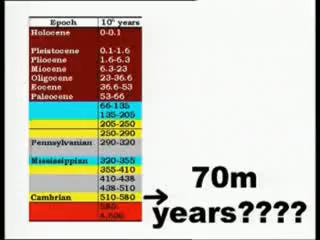 Epoch 10⁶ years
Holocene 0-0.1
Pleistocene 0.1-1.6
Pliocene 1.6-6.3
Miocene 6.3-23
Oligocene 23-36.6
Eocene 36.6-53
Paleocene 53-66
66-135
135-205
205-250
250-290
Pennsylvanian 290-320
Mississippian 320-355
355-410
410-438
438-510
Cambrian 510-580
70m
years????